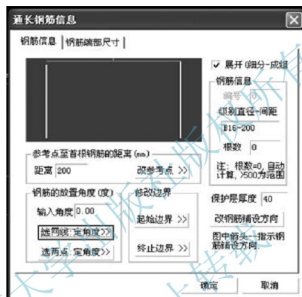 通长钢筋信息
钢筋信息 钢筋端部尺寸
展开(细分-成组
钢筋信息
编号
级别直径-间距
B16-200
根数 0
注：根数=0，自动
计算，>500为范围
参考点至首根钢筋的距离(mm)
距离 200 改参考点 >>
钢筋的放置角度(度)
输入角度 0.00
选两点:定角度>>
修改边界
起始边界 >>
终止边界 >>
保护层厚度 40
改钢筋铺设方向
图中箭头--指示钢
筋铺设方向
确定 取消